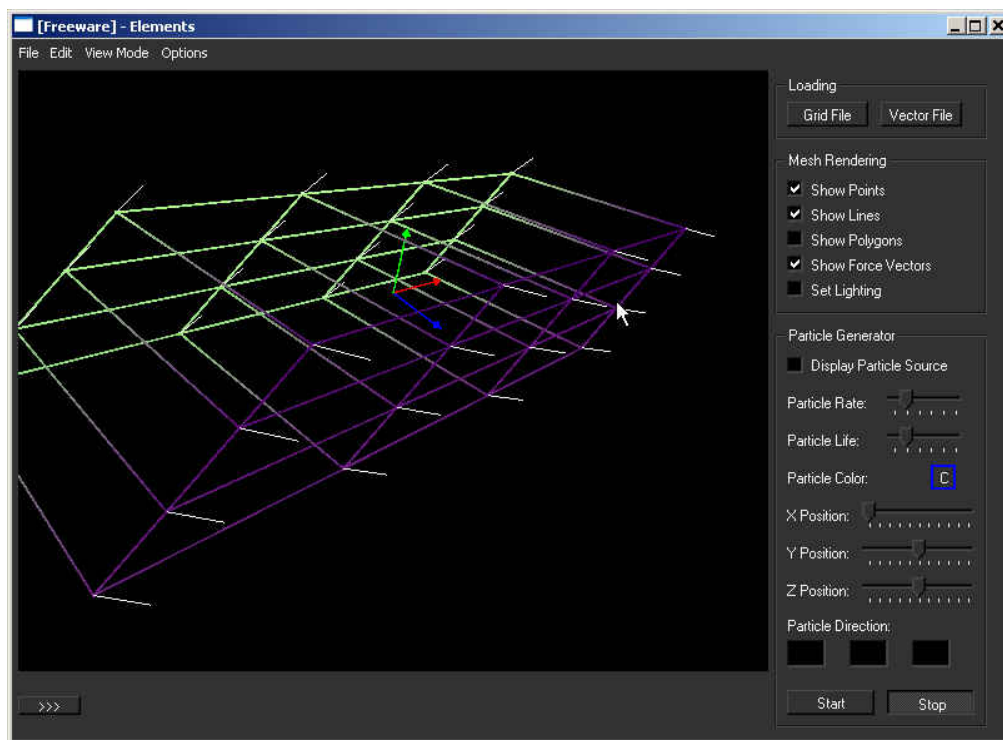 [Freeware] - Elements
File Edit View Mode Options
Loading
Grid File Vector File
Mesh Rendering
Show Points
Show Lines
Show Polygons
Show Force Vectors
Set Lighting
Particle Generator
Display Particle Source
Particle Rate:
Particle Life:
Particle Color: C
X Position:
Y Position:
Z Position:
Particle Direction:
>>> Start Stop